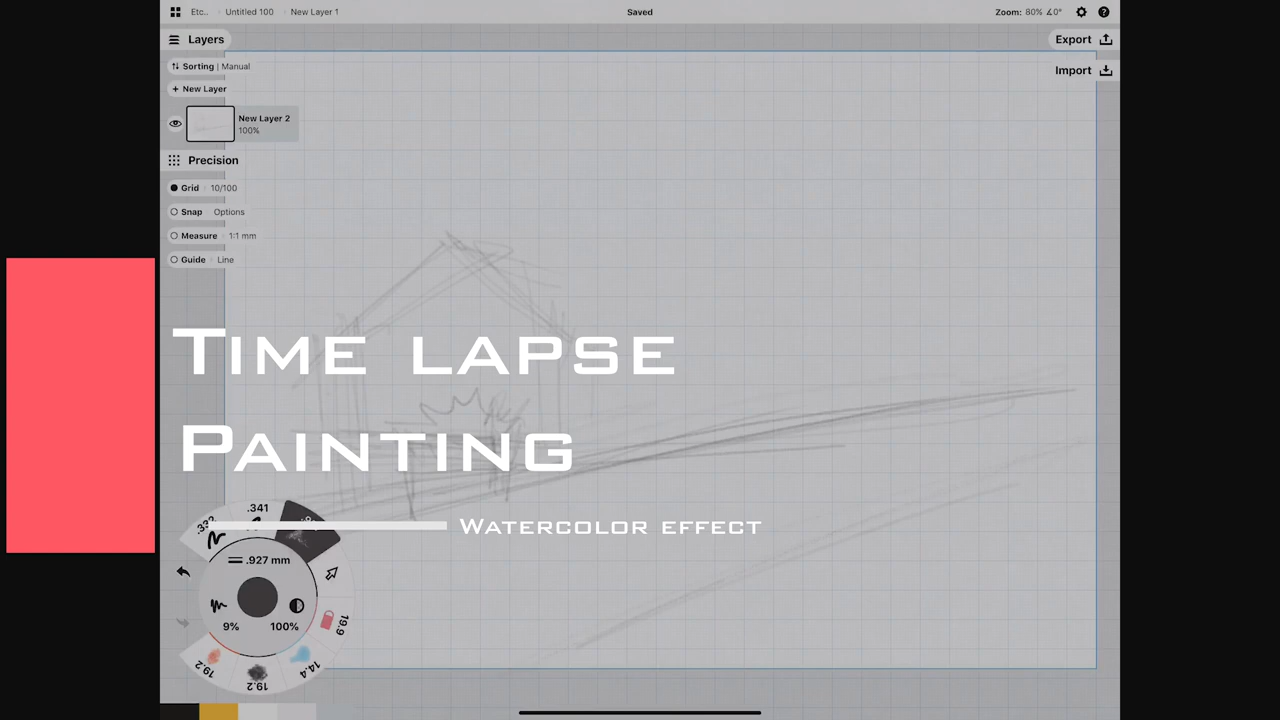 Etc.. Untitled 100 New Layer 1 Saved Zoom: 80% ∡0°
Layers Export
Sorting | Manual Import
+ New Layer
New Layer 2
100%
Precision
Grid 10/100
Snap Options
Measure 1:1 mm
Guide Line
Time lapse
Painting
Watercolor effect
.341
.927 mm
9% 100%
19.9
19.2
19.2
14.4